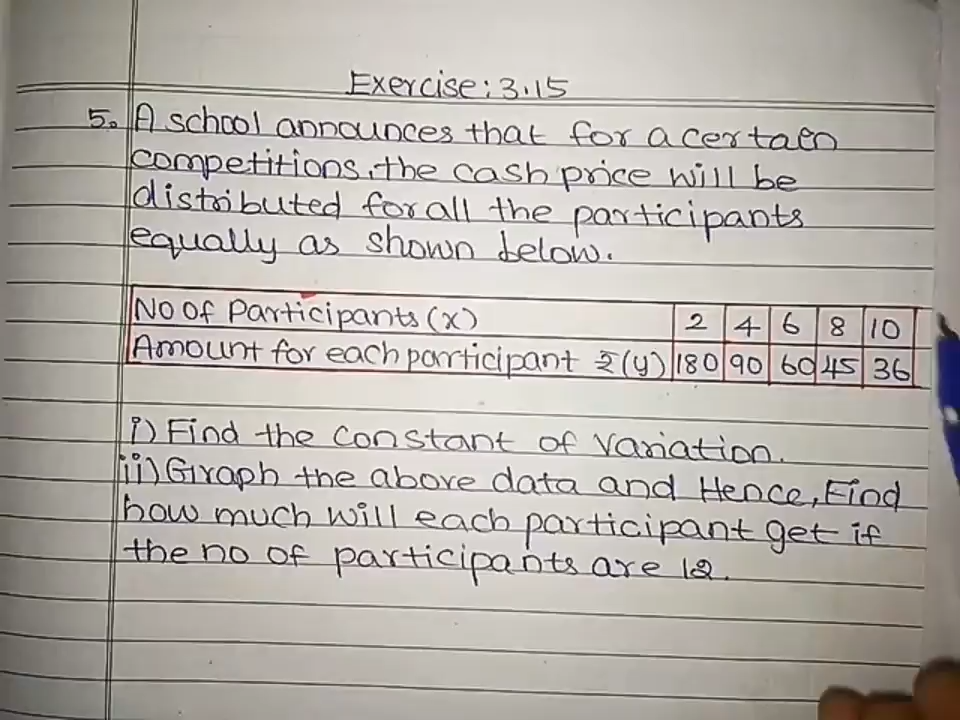 Exercise: 3.15
5. A school announces that for a certain
competitions, the cash price will be
distributed for all the participants
equally as shown below.
No of Participants (x) 2 4 6 8 10
Amount for each participant ₹ (y) 180 90 60 45 36
i) Find the constant of variation.
ii) Graph the above data and Hence, Find
how much will each participant get if
the no of participants are 12.